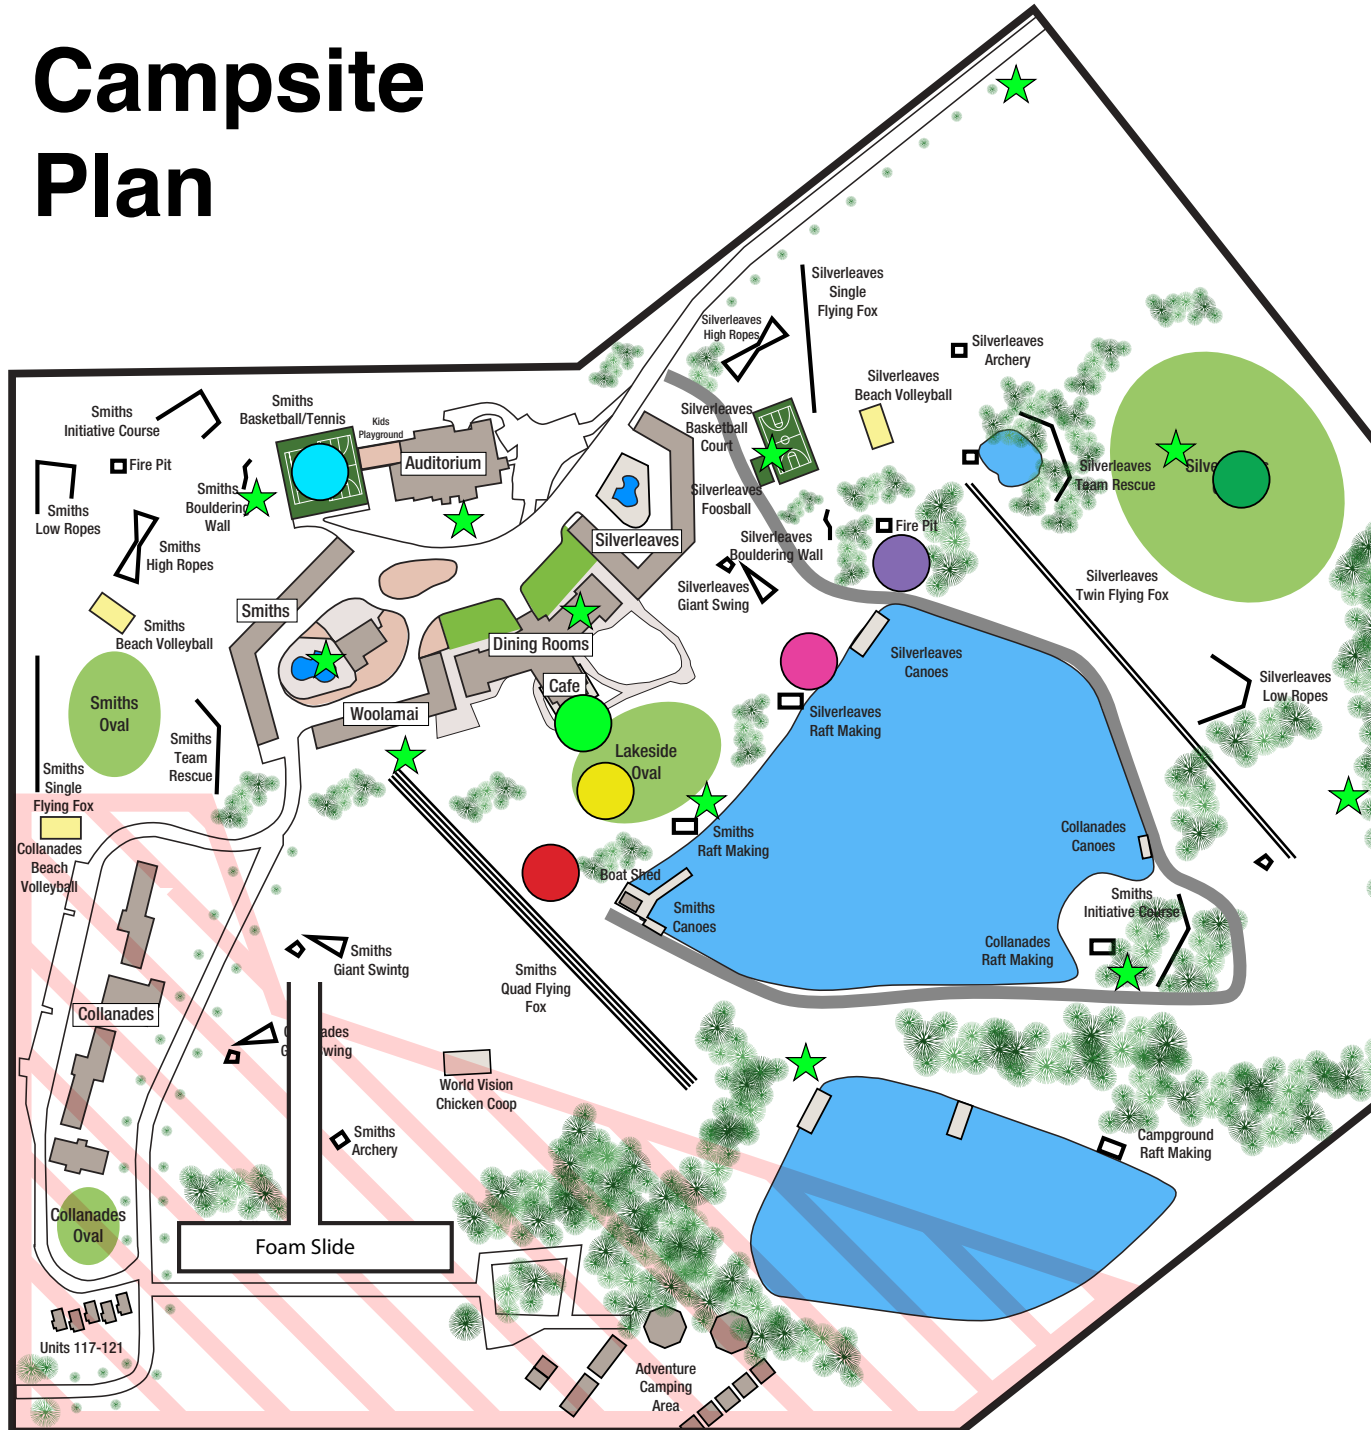 Campsite
Plan
Silverleaves
Single
Flying Fox
Silverleaves
High Ropes
Silverleaves
Archery
Silverleaves
Beach Volleyball
Smiths
Initiative Course
Smiths
Basketball/Tennis
Kids
Playground
Auditorium
Silverleaves
Basketball
Court
Fire Pit
Smiths
Low Ropes
Smiths
Bouldering
Wall
Silverleaves
Foosball
Silverleaves
Team Rescue
Smiths
High Ropes
Silverleaves
Silverleaves
Bouldering Wall
Fire Pit
Silverleaves
Giant Swing
Silverleaves
Twin Flying Fox
Smiths
Smiths
Beach Volleyball
Dining Rooms
Silverleaves
Canoes
Cafe
Silverleaves
Low Ropes
Smiths
Oval
Woolamai
Silverleaves
Raft Making
Smiths
Team
Rescue
Lakeside
Oval
Smiths
Single
Flying Fox
Smiths
Raft Making
Collanades
Canoes
Collanades
Beach
Volleyball
Boat Shed
Smiths
Canoes
Smiths
Initiative Course
Collanades
Raft Making
Smiths
Giant Swintg
Smiths
Quad Flying
Fox
Collanades
ades
wing
World Vision
Chicken Coop
Smiths
Archery
Campground
Raft Making
Collanades
Oval
Foam Slide
Units 117-121
Adventure
Camping
Area